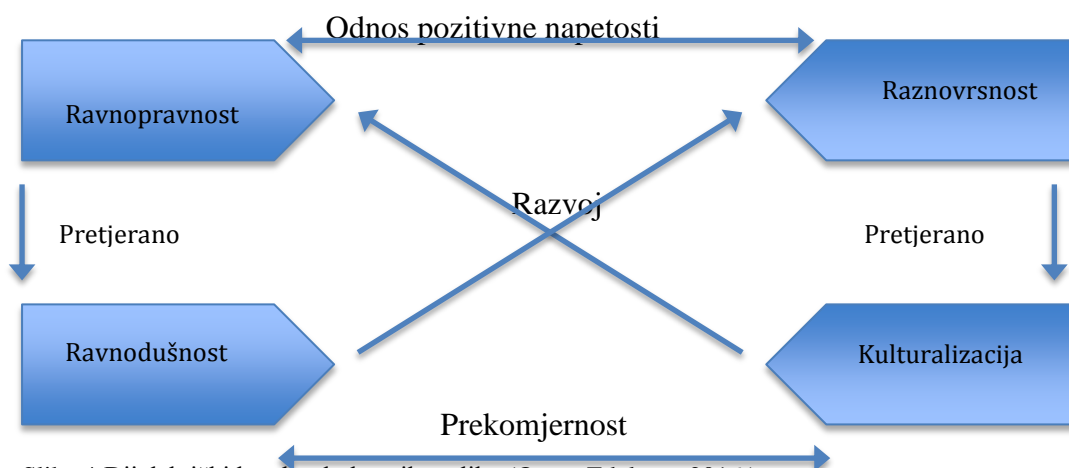 Odnos pozitivne napetosti
Ravnopravnost
Raznovrsnost
Razvoj
Pretjerano
Pretjerano
Ravnodušnost
Kulturalizacija
Prekomjernost